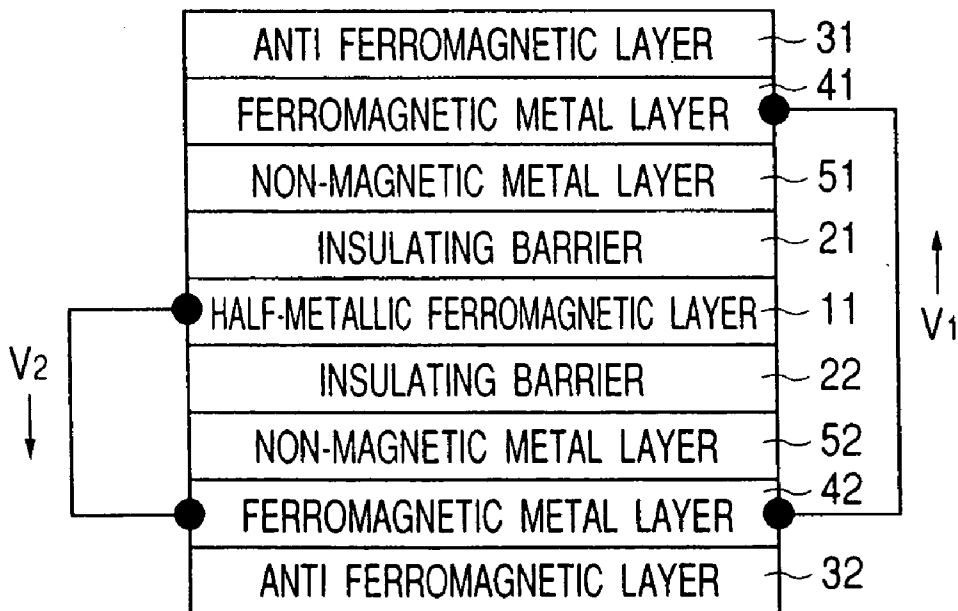 ANTI FERROMAGNETIC LAYER 31
41
FERROMAGNETIC METAL LAYER
NON-MAGNETIC METAL LAYER 51
INSULATING BARRIER 21
HALF-METALLIC FERROMAGNETIC LAYER 11
V1
V2
INSULATING BARRIER 22
NON-MAGNETIC METAL LAYER 52
42
FERROMAGNETIC METAL LAYER
ANTI FERROMAGNETIC LAYER 32